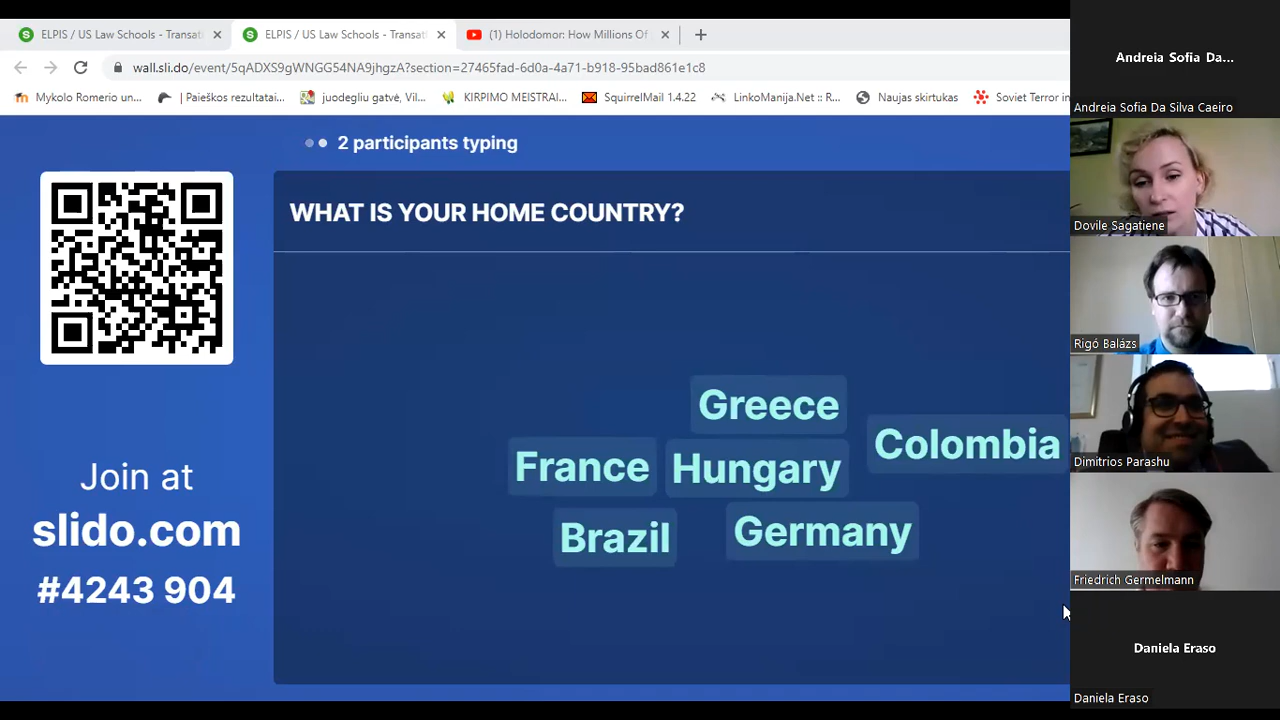 ELPIS / US Law Schools - Transat
ELPIS / US Law Schools - Transat
(1) Holodomor: How Millions Of
wall.sli.do/event/5qADXS9gWNGG54NA9jhgzA?section=27465fad-6d0a-4a71-b918-95bad861e1c8
Mykolo Romerio un...
| Paieškos rezultatai...
juodegliu gatvė, Vil...
KIRPIMO MEISTRAI...
SquirrelMail 1.4.22
LinkoManija.Net :: R...
Naujas skirtukas
Soviet Terror in
2 participants typing
WHAT IS YOUR HOME COUNTRY?
Greece
Colombia
France
Hungary
Brazil
Germany
Join at
slido.com
#4243 904
Andreia Sofia Da...
Andreia Sofia Da Silva Caeiro
Dovile Sagatiene
Rigó Balázs
Dimitrios Parashu
Friedrich Germelmann
Daniela Eraso
Daniela Eraso